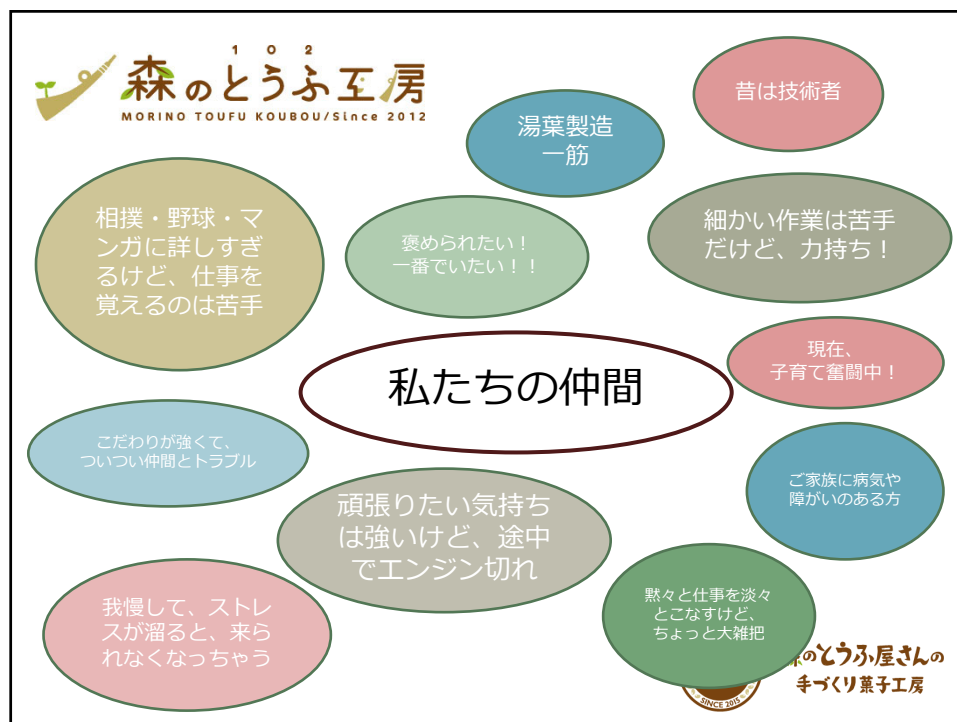 102
森のとうふ工房
MORINO TOUFU KOUBOU/Since 2012
昔は技術者
湯葉製造
一筋
相撲・野球・マ
ンガに詳しすぎ
るけど、仕事を
覚えるのは苦手
褒められたい！
一番でいたい！！
細かい作業は苦手
だけど、力持ち！
私たちの仲間
現在、
子育て奮闘中！
こだわりが強くて、
ついつい仲間とトラブル
頑張りたい気持ち
は強いけど、途中
でエンジン切れ
ご家族に病気や
障がいのある方
我慢して、ストレ
スが溜ると、来ら
れなくなっちゃう
黙々と仕事を淡々
とこなすけど、
ちょっと大雑把
森のとうふ屋さんの
手づくり菓子工房
SINCE 2015